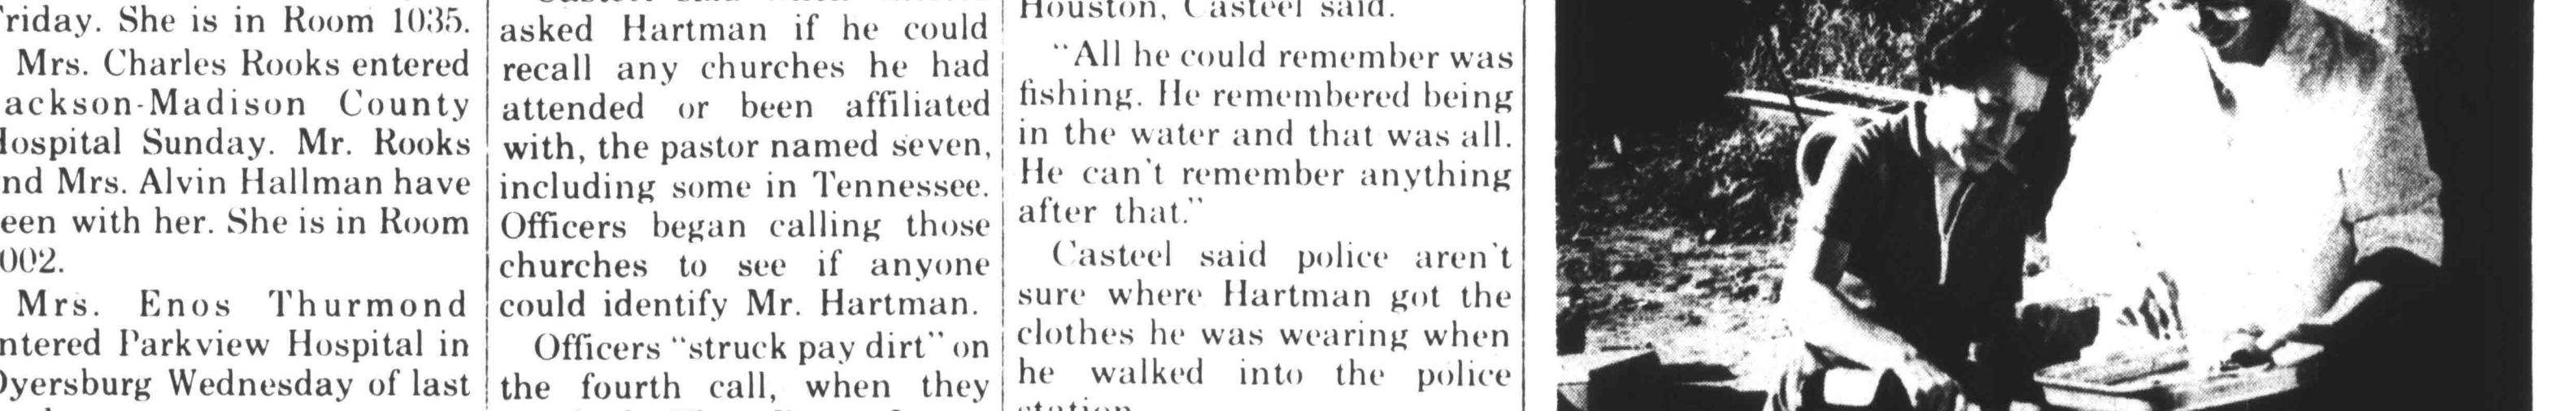 riday. She is in Room 1035.
Mrs. Charles Rooks entered
ackson-Madison County
ospital Sunday. Mr. Rooks
nd Mrs. Alvin Hallman have
een with her. She is in Room
002.
Mrs. Enos Thurmond
ntered Parkview Hospital in
yersburg Wednesday of last
asked Hartman if he could
recall any churches he had
attended or been affiliated
with, the pastor named seven,
including some in Tennessee.
Officers began calling those
churches to see if anyone
could identify Mr. Hartman.
Officers "struck pay dirt" on
the fourth call, when they
Houston, Casteel said.
"All he could remember was
fishing. He remembered being
in the water and that was all.
He can't remember anything
after that."
Casteel said police aren't
sure where Hartman got the
clothes he was wearing when
he walked into the police
station